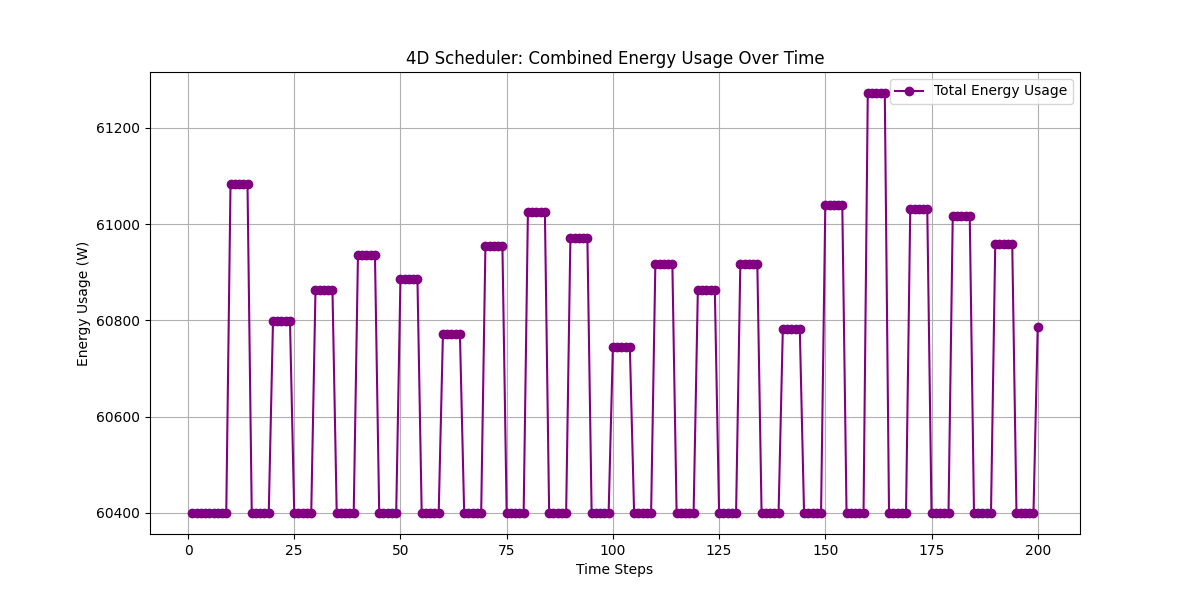 4D Scheduler: Combined Energy Usage Over Time
Total Energy Usage
Energy Usage (W)
61200
61000
60800
60600
60400
0 25 50 75 100 125 150 175 200
Time Steps